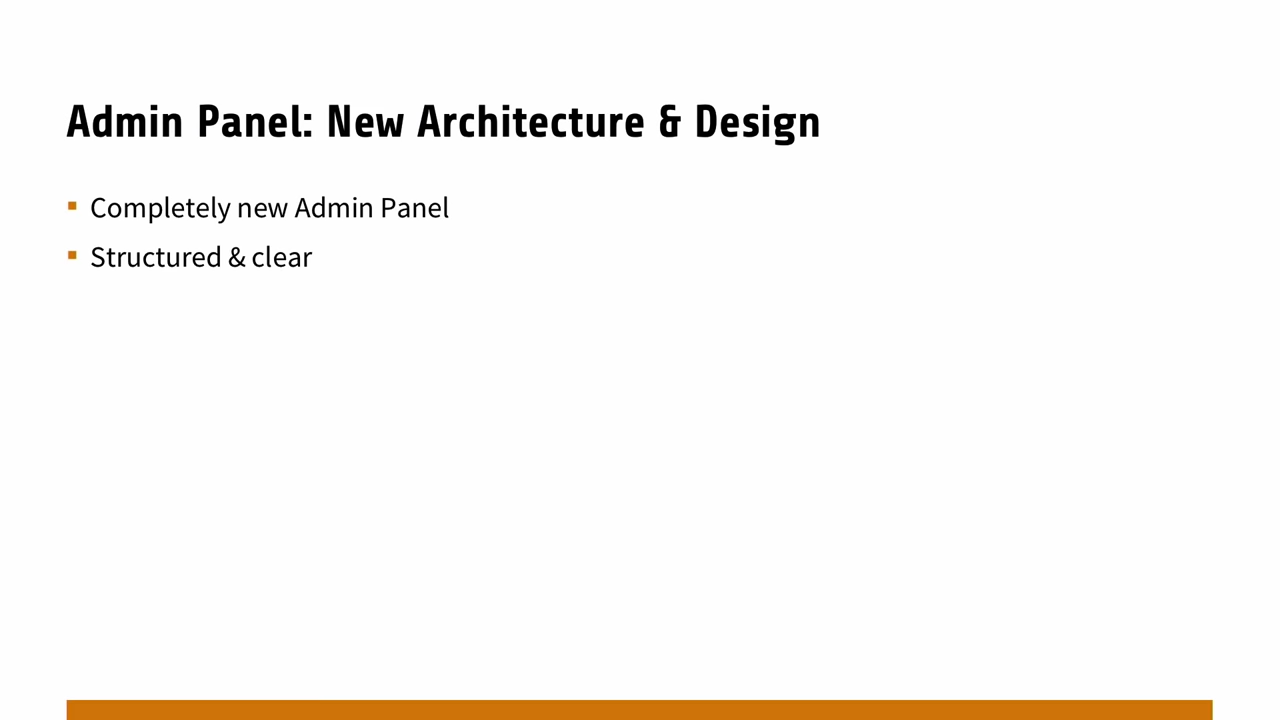 Admin Panel: New Architecture & Design
Completely new Admin Panel
Structured & clear